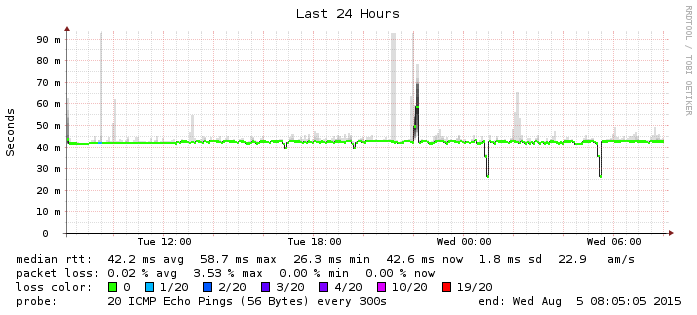 Last 24 Hours
RRDTOOL / TOBI OETIKER
Seconds
90 m
80 m
70 m
60 m
50 m
40 m
30 m
20 m
10 m
0
Tue 12:00 Tue 18:00 Wed 00:00 Wed 06:00
median rtt: 42.2 ms avg 58.7 ms max 26.3 ms min 42.6 ms now 1.8 ms sd 22.9 am/s
packet loss: 0.02 % avg 3.53 % max 0.00 % min 0.00 % now
loss color: 0 1/20 2/20 3/20 4/20 10/20 19/20
probe: 20 ICMP Echo Pings (56 Bytes) every 300s end: Wed Aug 5 08:05:05 2015